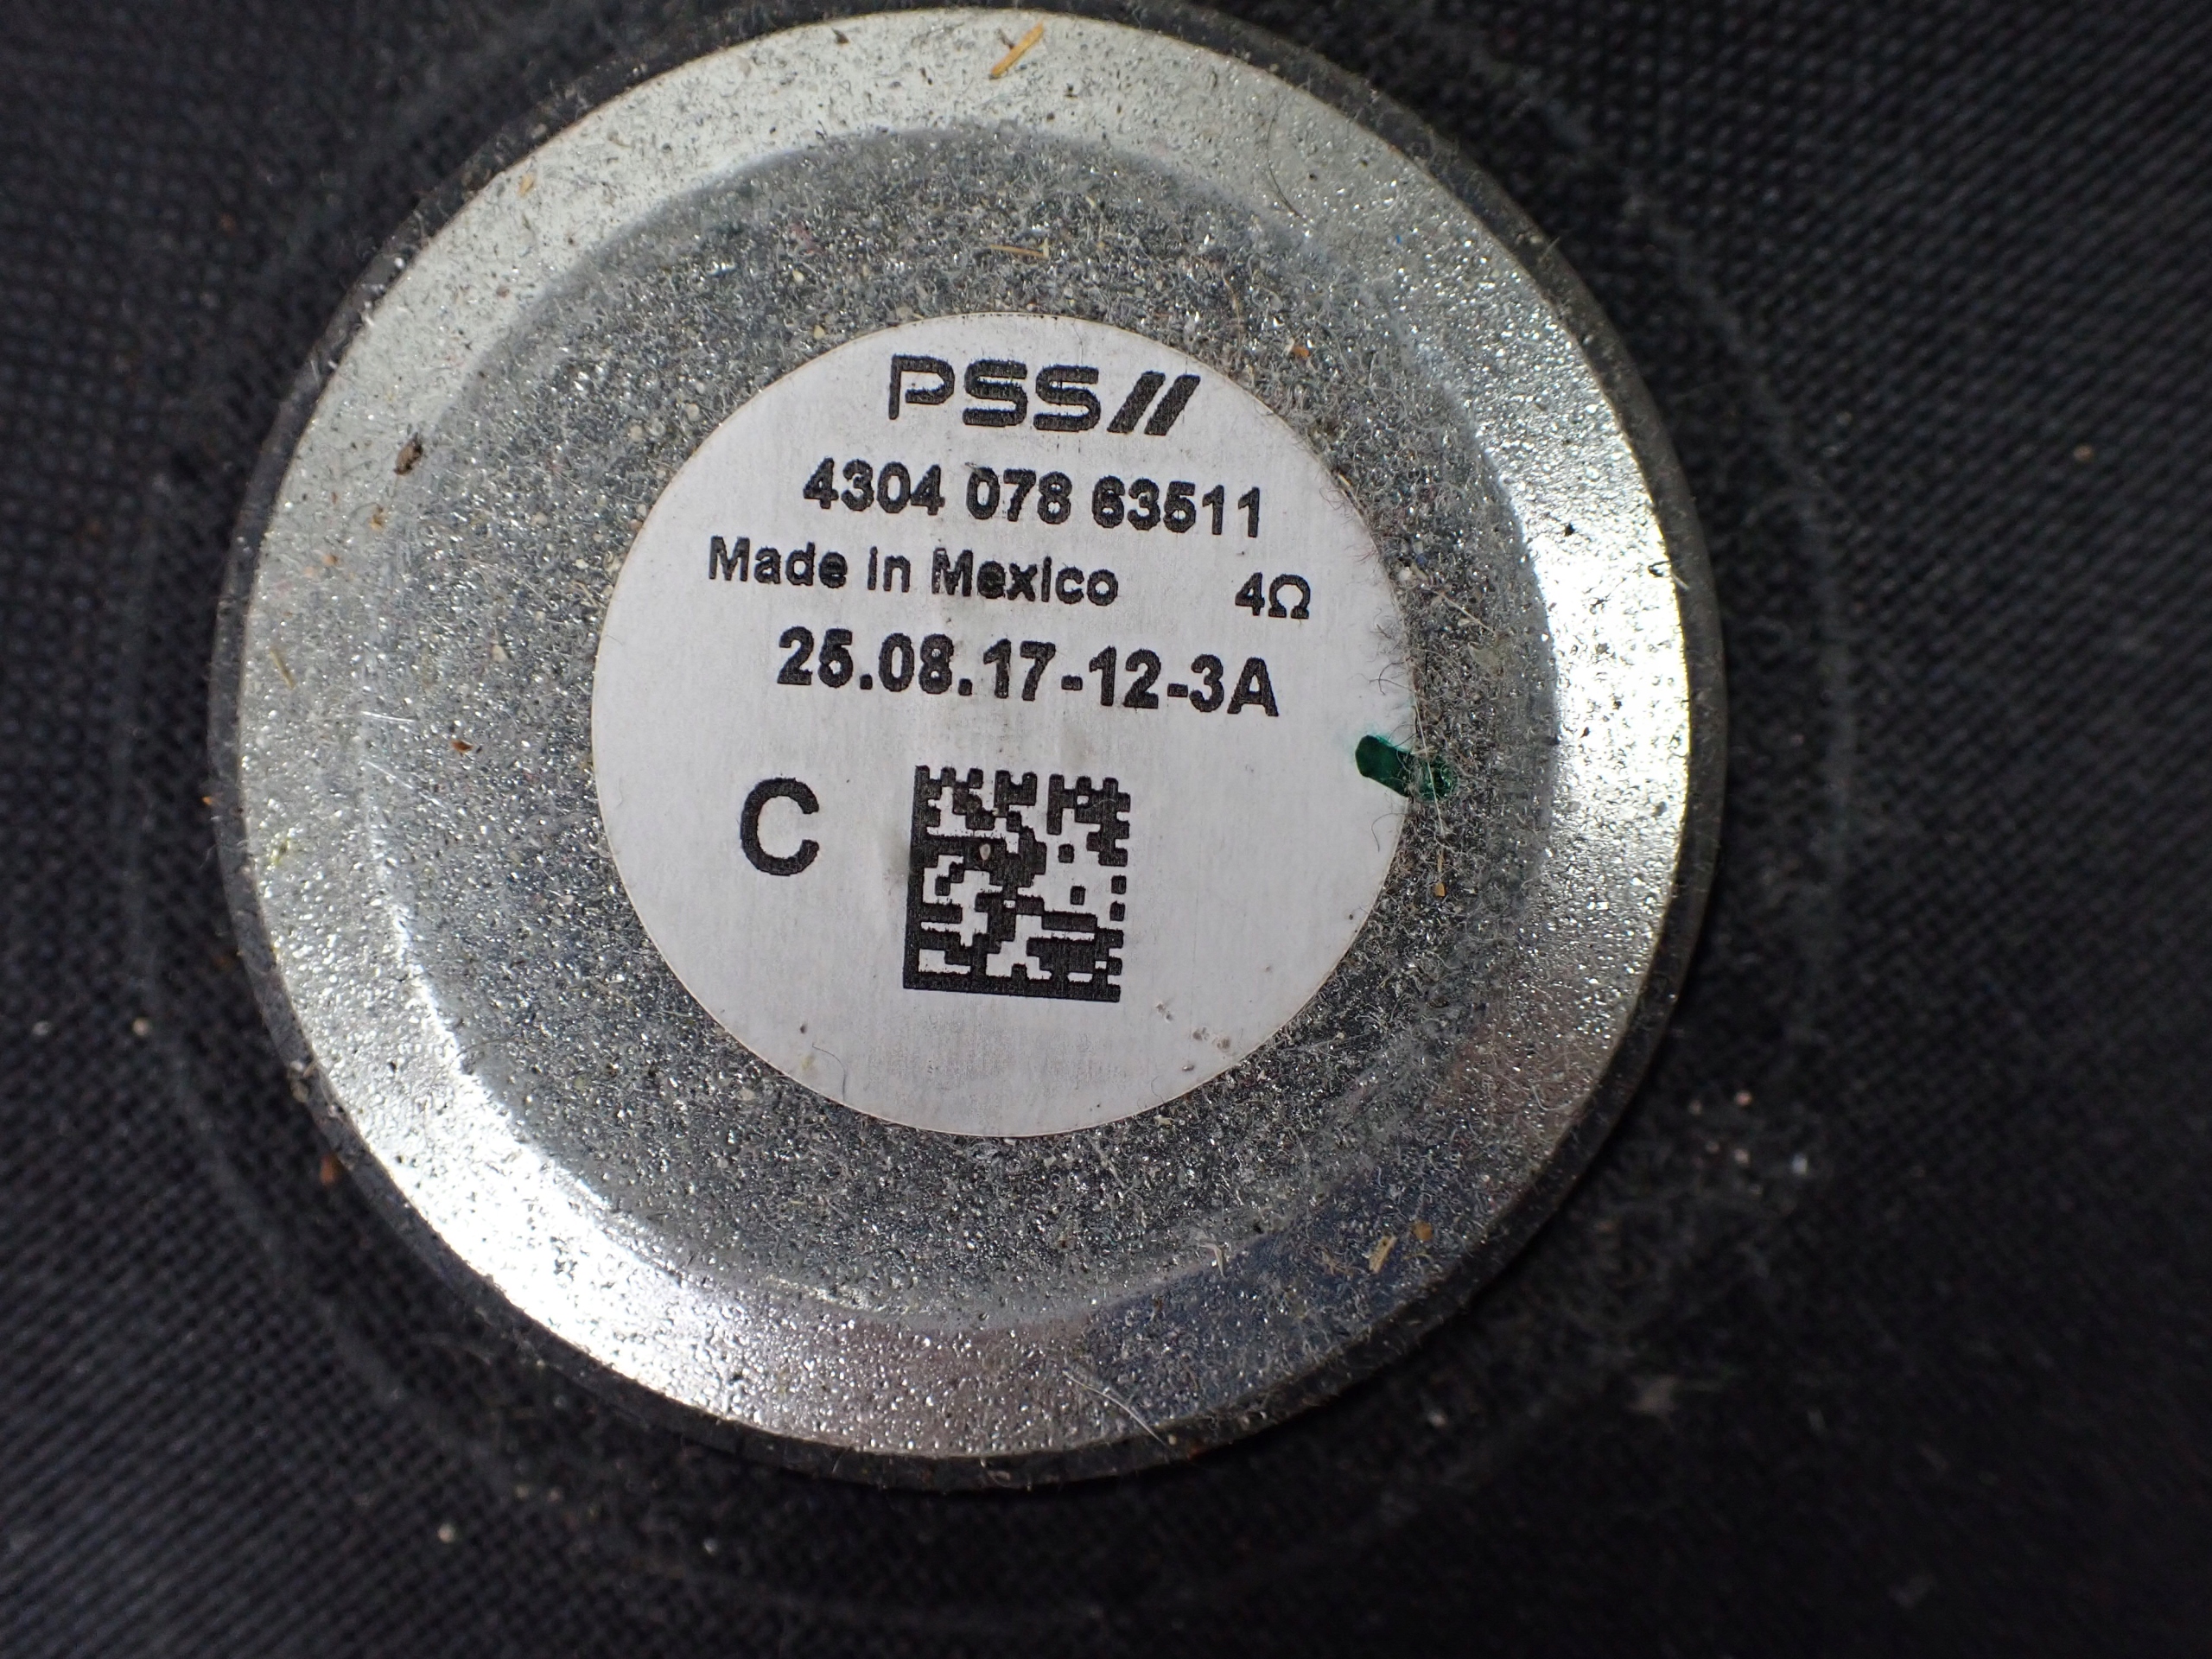 PSS//
4304 078 63511
Made in Mexico 4Ω
25.08.17-12-3A
C